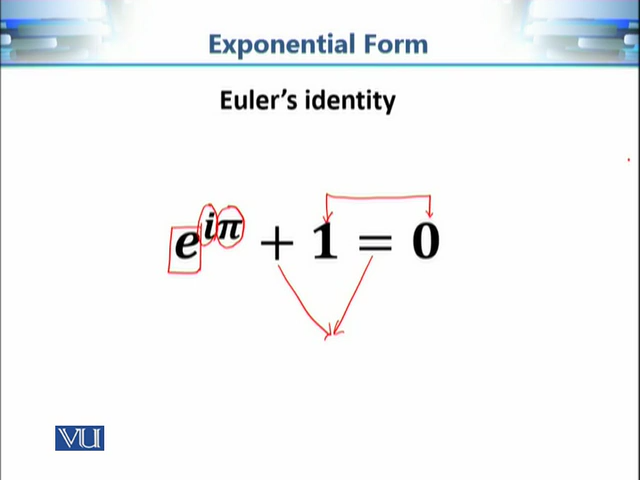 Exponential Form
Euler's identity
e^{iπ} + 1 = 0
VU